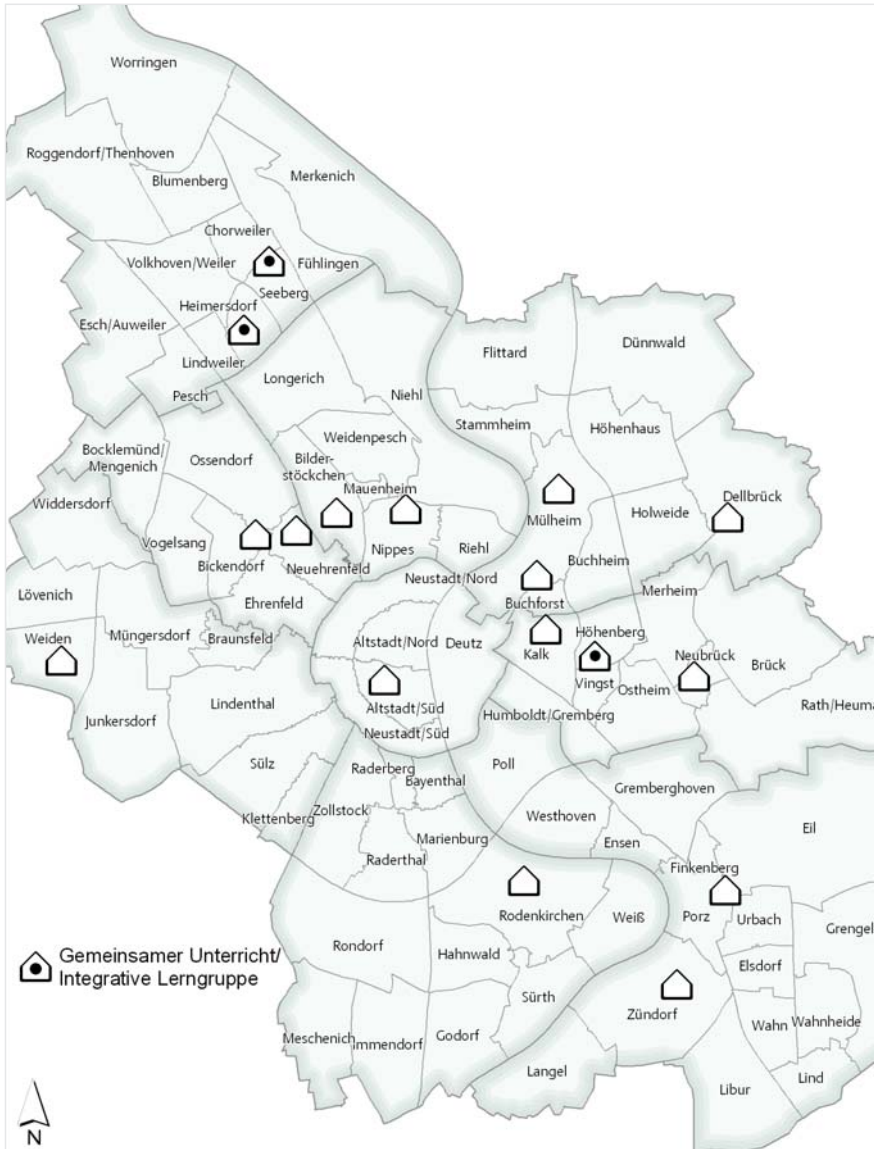 Worringen
Roggendorf/Thenhoven
Blumenberg
Merkenich
Chorweiler
Volkhoven/Weiler
Fühlingen
Seeberg
Heimersdorf
Esch/Auweiler
Lindweiler
Pesch
Longerich
Flittard
Dünnwald
Niehl
Stammheim
Höhenhaus
Weidenpesch
Bocklemünd/
Mengenich
Ossendorf
Bilder-
stöckchen
Mauenheim
Widdersdorf
Mülheim
Holweide
Dellbrück
Vogelsang
Bickendorf
Neuehrenfeld
Nippes
Riehl
Buchheim
Neustadt/Nord
Buchforst
Merheim
Ehrenfeld
Lövenich
Weiden
Müngersdorf
Braunsfeld
Altstadt/Nord
Deutz
Kalk
Höhenberg
Vingst
Ostheim
Neubrück
Brück
Rath/Heuma
Junkersdorf
Lindenthal
Altstadt/Süd
Neustadt/Süd
Humboldt/Gremberg
Sülz
Raderberg
Bayenthal
Poll
Gremberghoven
Klettenberg
Zollstock
Marienburg
Westhoven
Ensen
Eil
Raderthal
Finkenberg
Rodenkirchen
Weiß
Porz
Urbach
Grengel
Rondorf
Hahnwald
Elsdorf
Gemeinsamer Unterricht/
Integrative Lerngruppe
Sürth
Zündorf
Wahn
Wahnheide
Meschenich
Immendorf
Godorf
Langel
Libur
Lind
N